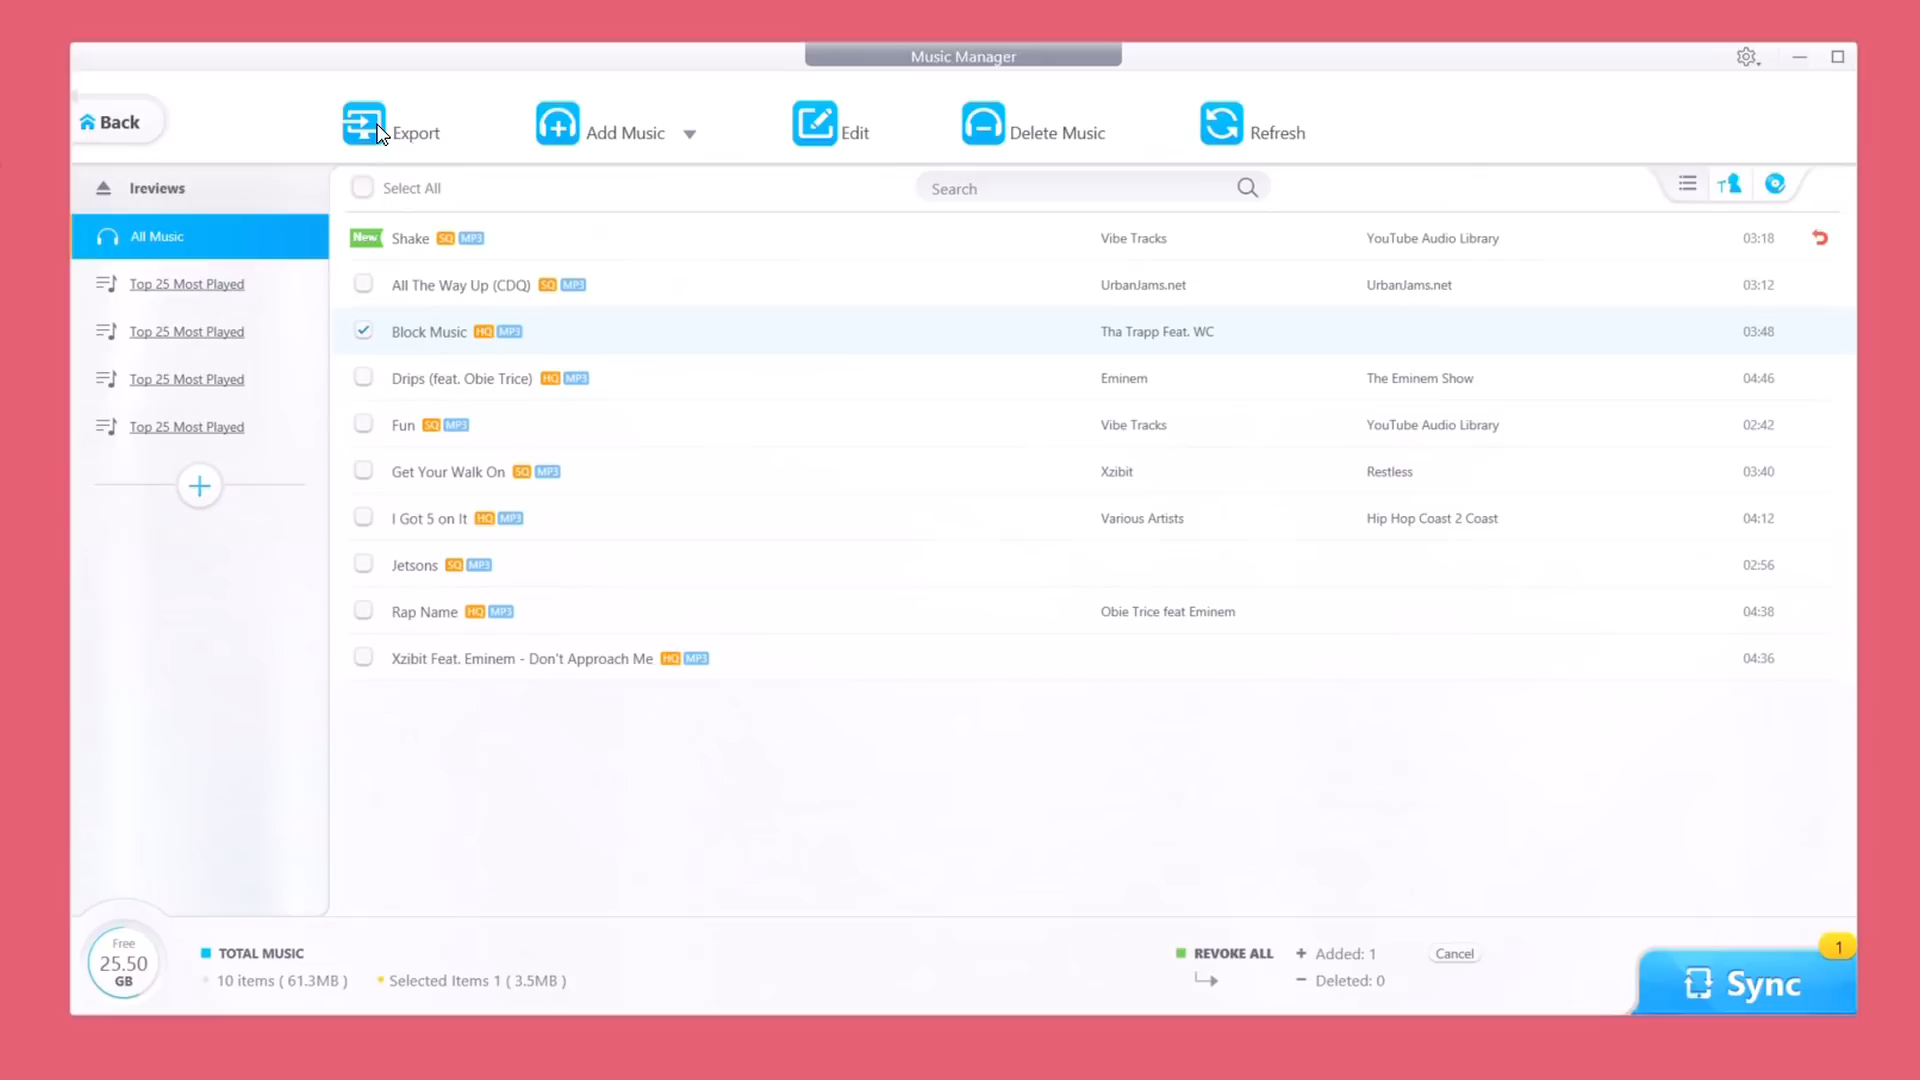 Music Manager
Back
Export
Add Music
Edit
Delete Music
Refresh
Ireviews
Select All
Search
All Music
New Shake SQ MP3 Vibe Tracks YouTube Audio Library 03:18
Top 25 Most Played
All The Way Up (CDQ) SQ MP3 UrbanJams.net UrbanJams.net 03:12
Top 25 Most Played
Block Music HQ MP3 Tha Trapp Feat. WC 03:48
Top 25 Most Played
Drips (feat. Obie Trice) HQ MP3 Eminem The Eminem Show 04:46
Top 25 Most Played
Fun SQ MP3 Vibe Tracks YouTube Audio Library 02:42
Get Your Walk On SQ MP3 Xzibit Restless 03:40
I Got 5 on It HQ MP3 Various Artists Hip Hop Coast 2 Coast 04:12
Jetsons SQ MP3 02:56
Rap Name HQ MP3 Obie Trice feat Eminem 04:38
Xzibit Feat. Eminem - Don't Approach Me HQ MP3 04:36
Free
25.50
GB
TOTAL MUSIC
10 items ( 61.3MB )
Selected Items 1 ( 3.5MB )
REVOKE ALL
+ Added: 1
− Deleted: 0
Cancel
1
Sync